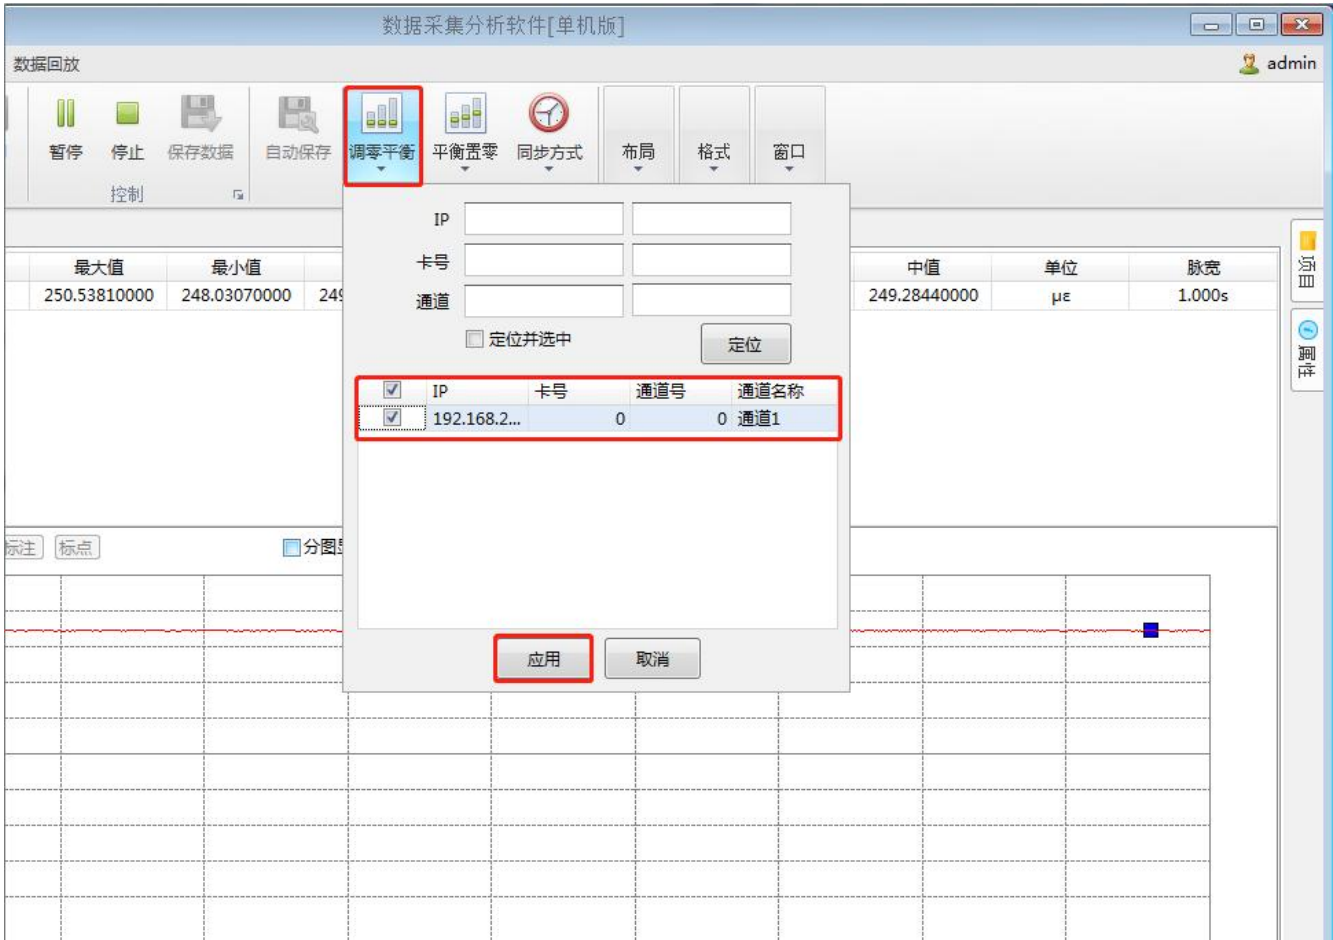 数据采集分析软件[单机版]
数据回放
admin
暂停 停止 保存数据 自动保存 调零平衡 平衡置零 同步方式 布局 格式 窗口
控制
IP
卡号
通道
定位并选中
定位
最大值 最小值 中值 单位 脉宽
250.53810000 248.03070000 249 249.28440000 με 1.000s
IP 卡号 通道号 通道名称
192.168.2... 0 0 通道1
标注 标点 分图
应用 取消
项目
属性